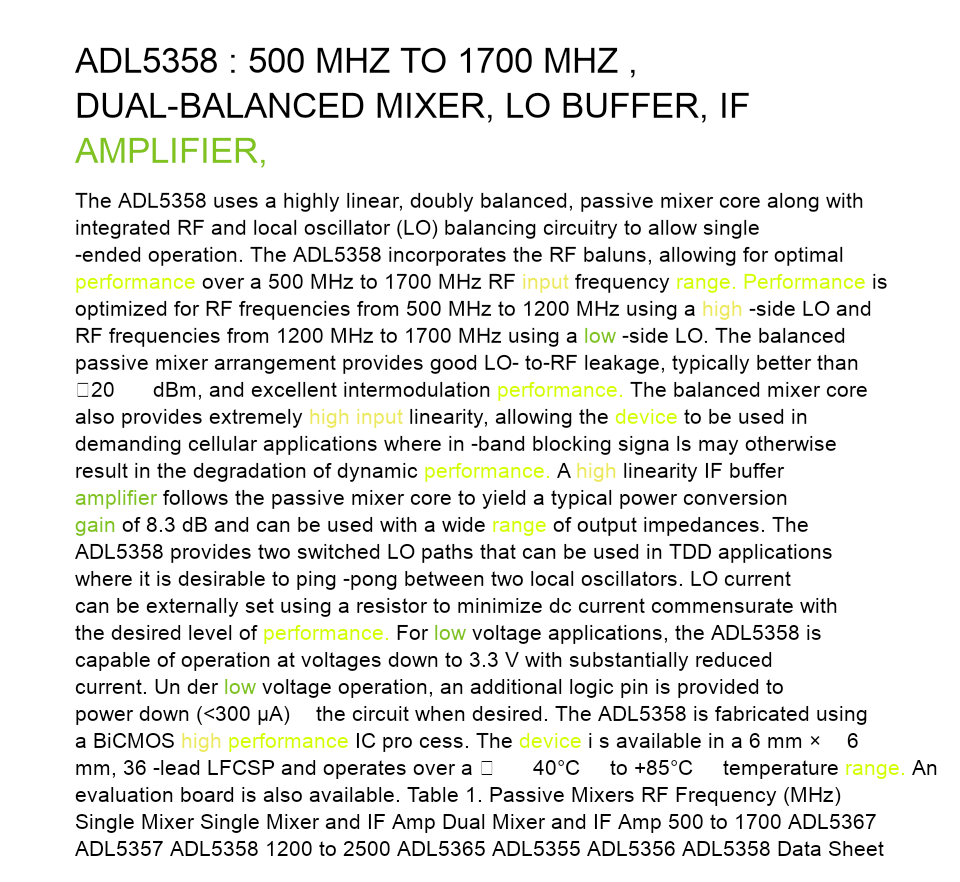 ADL5358 : 500 MHZ TO 1700 MHZ ,
DUAL-BALANCED MIXER, LO BUFFER, IF
AMPLIFIER,
The ADL5358 uses a highly linear, doubly balanced, passive mixer core along with
integrated RF and local oscillator (LO) balancing circuitry to allow single
-ended operation. The ADL5358 incorporates the RF baluns, allowing for optimal
performance over a 500 MHz to 1700 MHz RF input frequency range. Performance is
optimized for RF frequencies from 500 MHz to 1200 MHz using a high -side LO and
RF frequencies from 1200 MHz to 1700 MHz using a low -side LO. The balanced
passive mixer arrangement provides good LO- to-RF leakage, typically better than
□20 dBm, and excellent intermodulation performance. The balanced mixer core
also provides extremely high input linearity, allowing the device to be used in
demanding cellular applications where in -band blocking signa ls may otherwise
result in the degradation of dynamic performance. A high linearity IF buffer
amplifier follows the passive mixer core to yield a typical power conversion
gain of 8.3 dB and can be used with a wide range of output impedances. The
ADL5358 provides two switched LO paths that can be used in TDD applications
where it is desirable to ping -pong between two local oscillators. LO current
can be externally set using a resistor to minimize dc current commensurate with
the desired level of performance. For low voltage applications, the ADL5358 is
capable of operation at voltages down to 3.3 V with substantially reduced
current. Un der low voltage operation, an additional logic pin is provided to
power down (<300 μA) the circuit when desired. The ADL5358 is fabricated using
a BiCMOS high performance IC pro cess. The device i s available in a 6 mm × 6
mm, 36 -lead LFCSP and operates over a □ 40°C to +85°C temperature range. An
evaluation board is also available. Table 1. Passive Mixers RF Frequency (MHz)
Single Mixer Single Mixer and IF Amp Dual Mixer and IF Amp 500 to 1700 ADL5367
ADL5357 ADL5358 1200 to 2500 ADL5365 ADL5355 ADL5356 ADL5358 Data Sheet